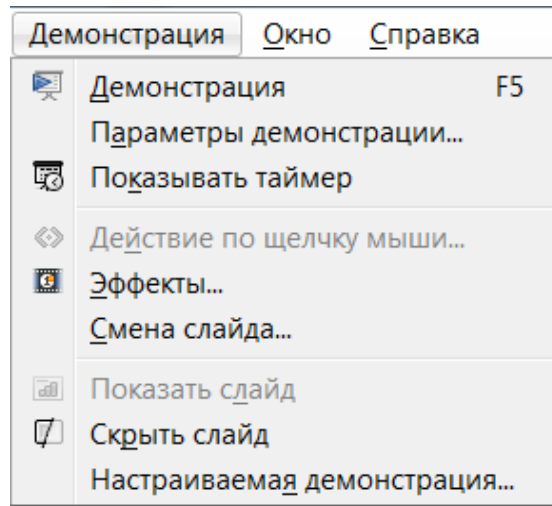 Демонстрация Окно Справка
Демонстрация F5
Параметры демонстрации...
Показывать таймер
Действие по щелчку мыши...
Эффекты...
Смена слайда...
Показать слайд
Скрыть слайд
Настраиваемая демонстрация...